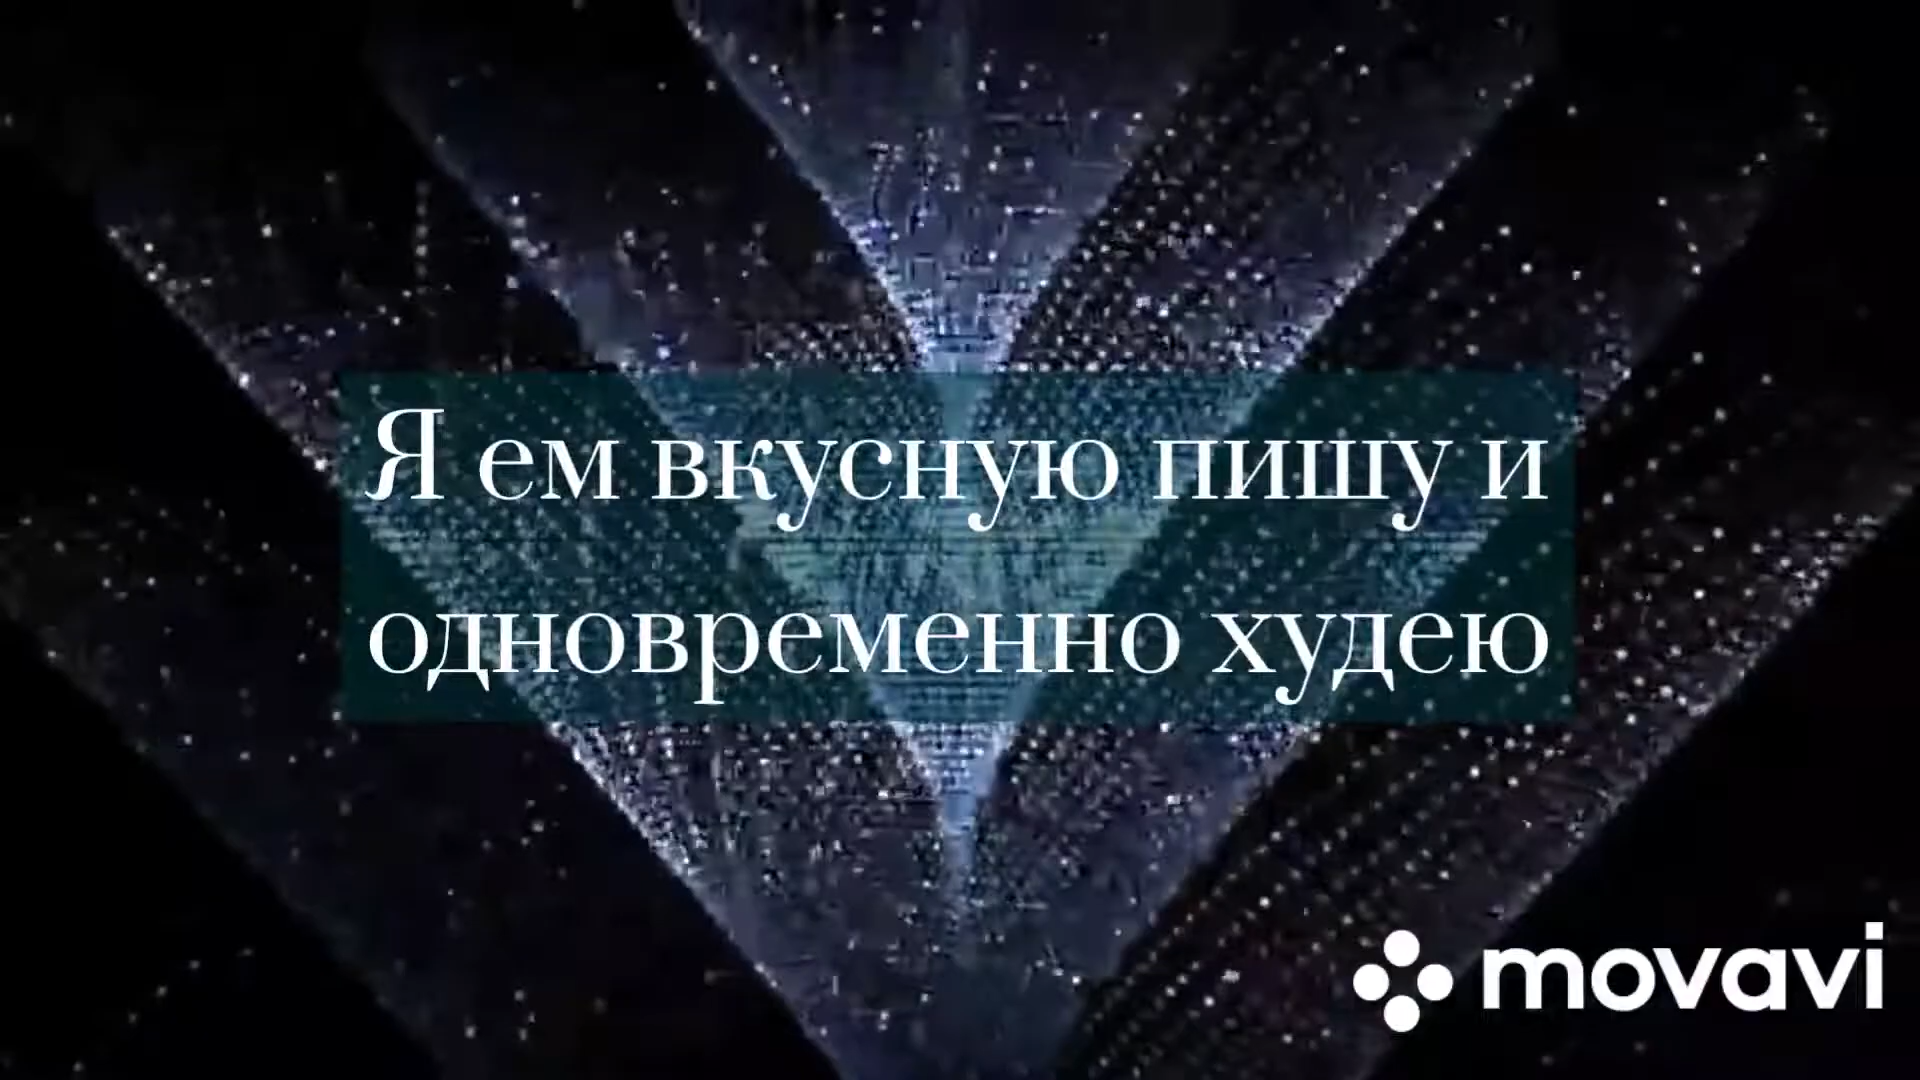 Я ем вкусную пишу и
одновременно худею
movavi